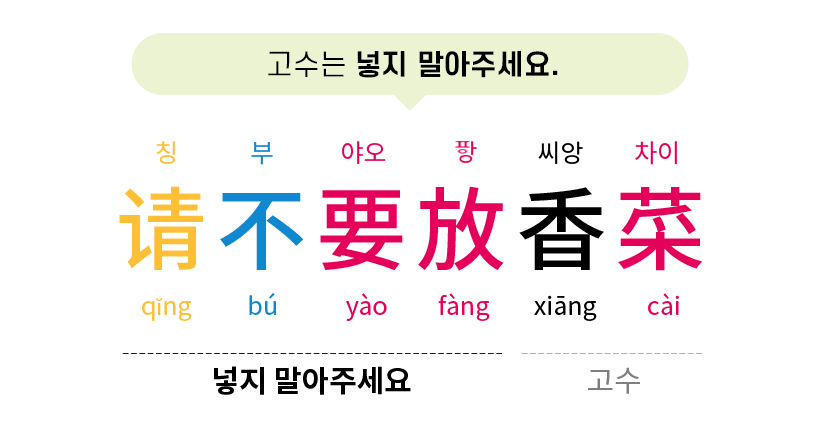 고수는 넣지 말아주세요.
칭 부 야오 퐝 씨앙 차이
请不要放香菜
qǐng bú yào fàng xiāng cài
넣지 말아주세요 고수